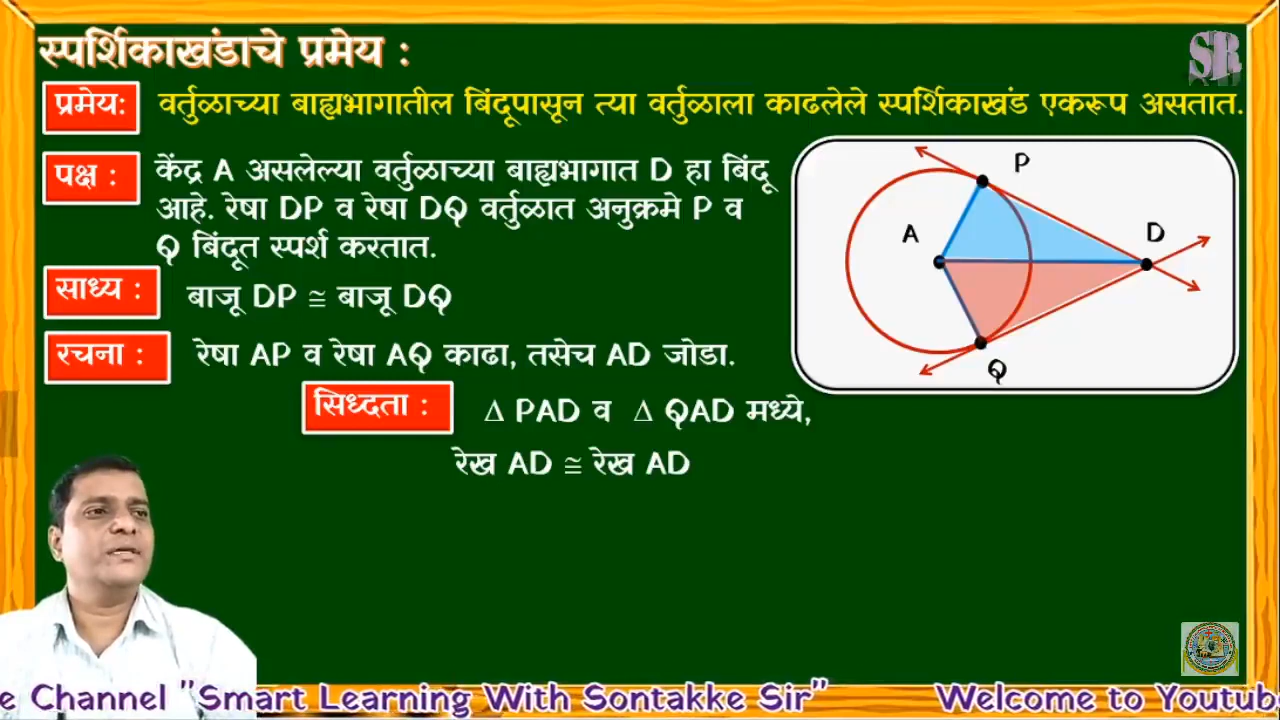 स्पर्शिकाखंडाचे प्रमेय :
SR
प्रमेय: वर्तुळाच्या बाह्यभागातील बिंदूपासून त्या वर्तुळाला काढलेले स्पर्शिकाखंड एकरूप असतात.
पक्ष : केंद्र A असलेल्या वर्तुळाच्या बाह्यभागात D हा बिंदू
आहे. रेषा DP व रेषा DQ वर्तुळात अनुक्रमे P व
Q बिंदूत स्पर्श करतात.
P
A
D
Q
साध्य : बाजू DP ≅ बाजू DQ
रचना : रेषा AP व रेषा AQ काढा, तसेच AD जोडा.
सिध्दता : Δ PAD व Δ QAD मध्ये,
रेख AD ≅ रेख AD
e Channel "Smart Learning With Sontakke Sir" Welcome to Youtub